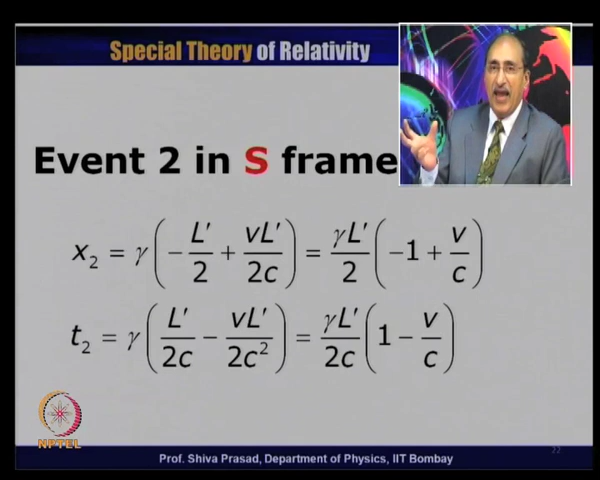 Special Theory of Relativity
Event 2 in S frame
x₂ = γ(-L'/2 + vL'/2c) = γL'/2(-1 + v/c)
t₂ = γ(L'/2c - vL'/2c²) = γL'/2c(1 - v/c)
NPTEL
Prof. Shiva Prasad, Department of Physics, IIT Bombay
22